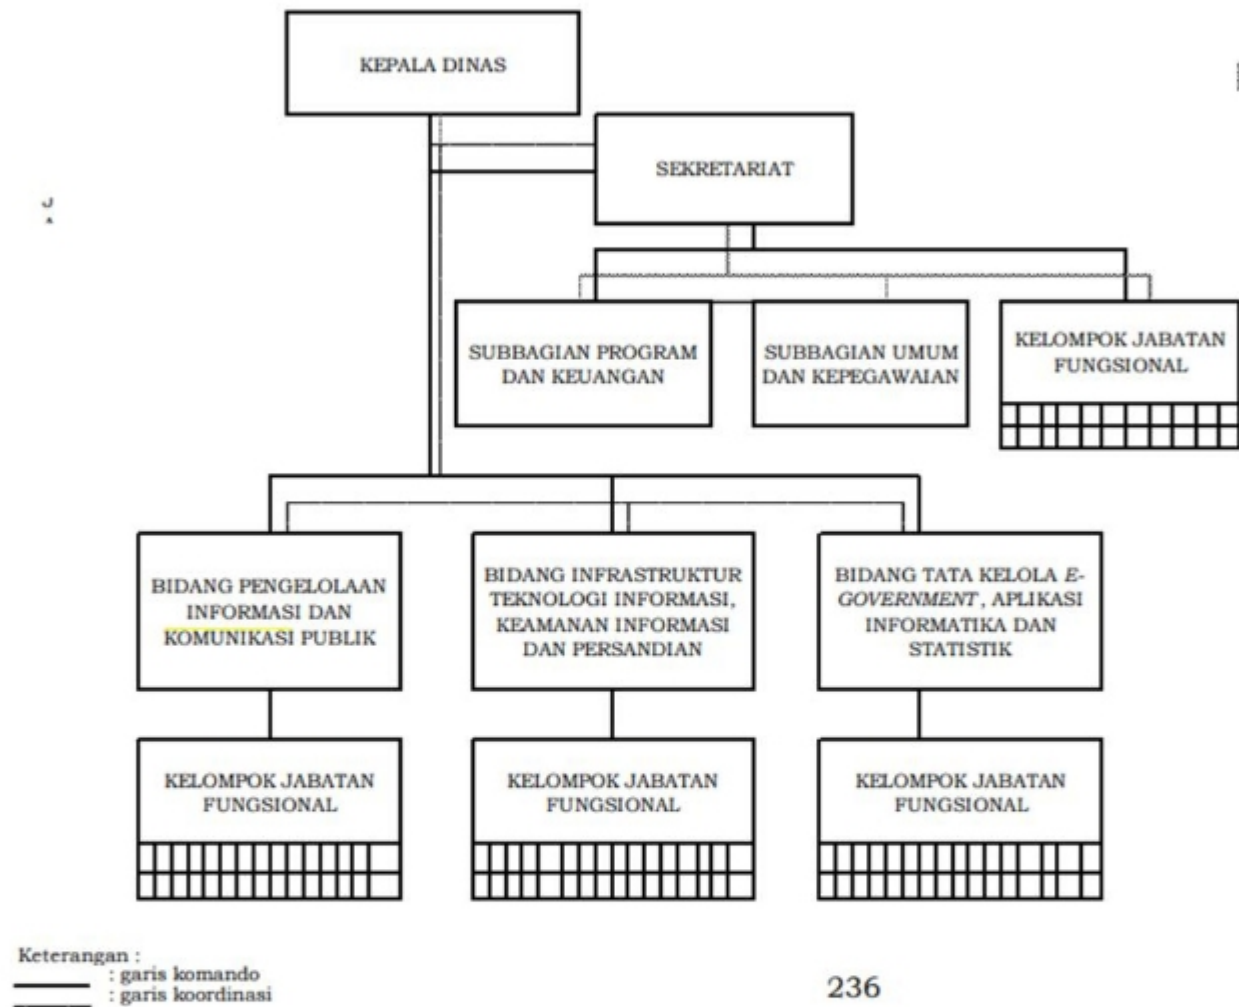 KEPALA DINAS
SEKRETARIAT
SUBBAGIAN PROGRAM
DAN KEUANGAN
SUBBAGIAN UMUM
DAN KEPEGAWAIAN
KELOMPOK JABATAN
FUNGSIONAL
BIDANG PENGELOLAAN
INFORMASI DAN
KOMUNIKASI PUBLIK
BIDANG INFRASTRUKTUR
TEKNOLOGI INFORMASI,
KEAMANAN INFORMASI
DAN PERSANDIAN
BIDANG TATA KELOLA E-
GOVERNMENT, APLIKASI
INFORMATIKA DAN
STATISTIK
KELOMPOK JABATAN
FUNGSIONAL
KELOMPOK JABATAN
FUNGSIONAL
KELOMPOK JABATAN
FUNGSIONAL
Keterangan :
: garis komando
: garis koordinasi
236